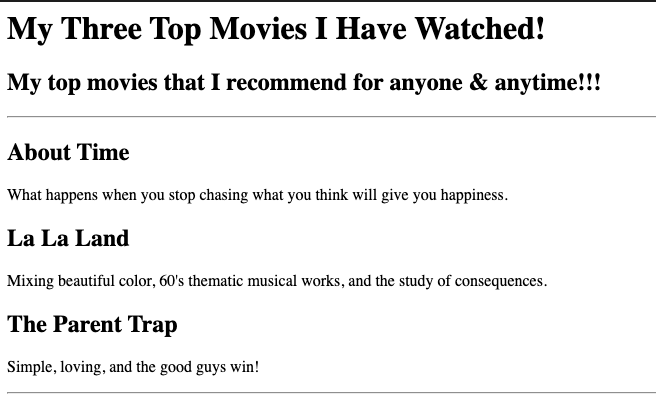 My Three Top Movies I Have Watched!
My top movies that I recommend for anyone & anytime!!!
About Time
What happens when you stop chasing what you think will give you happiness.
La La Land
Mixing beautiful color, 60's thematic musical works, and the study of consequences.
The Parent Trap
Simple, loving, and the good guys win!